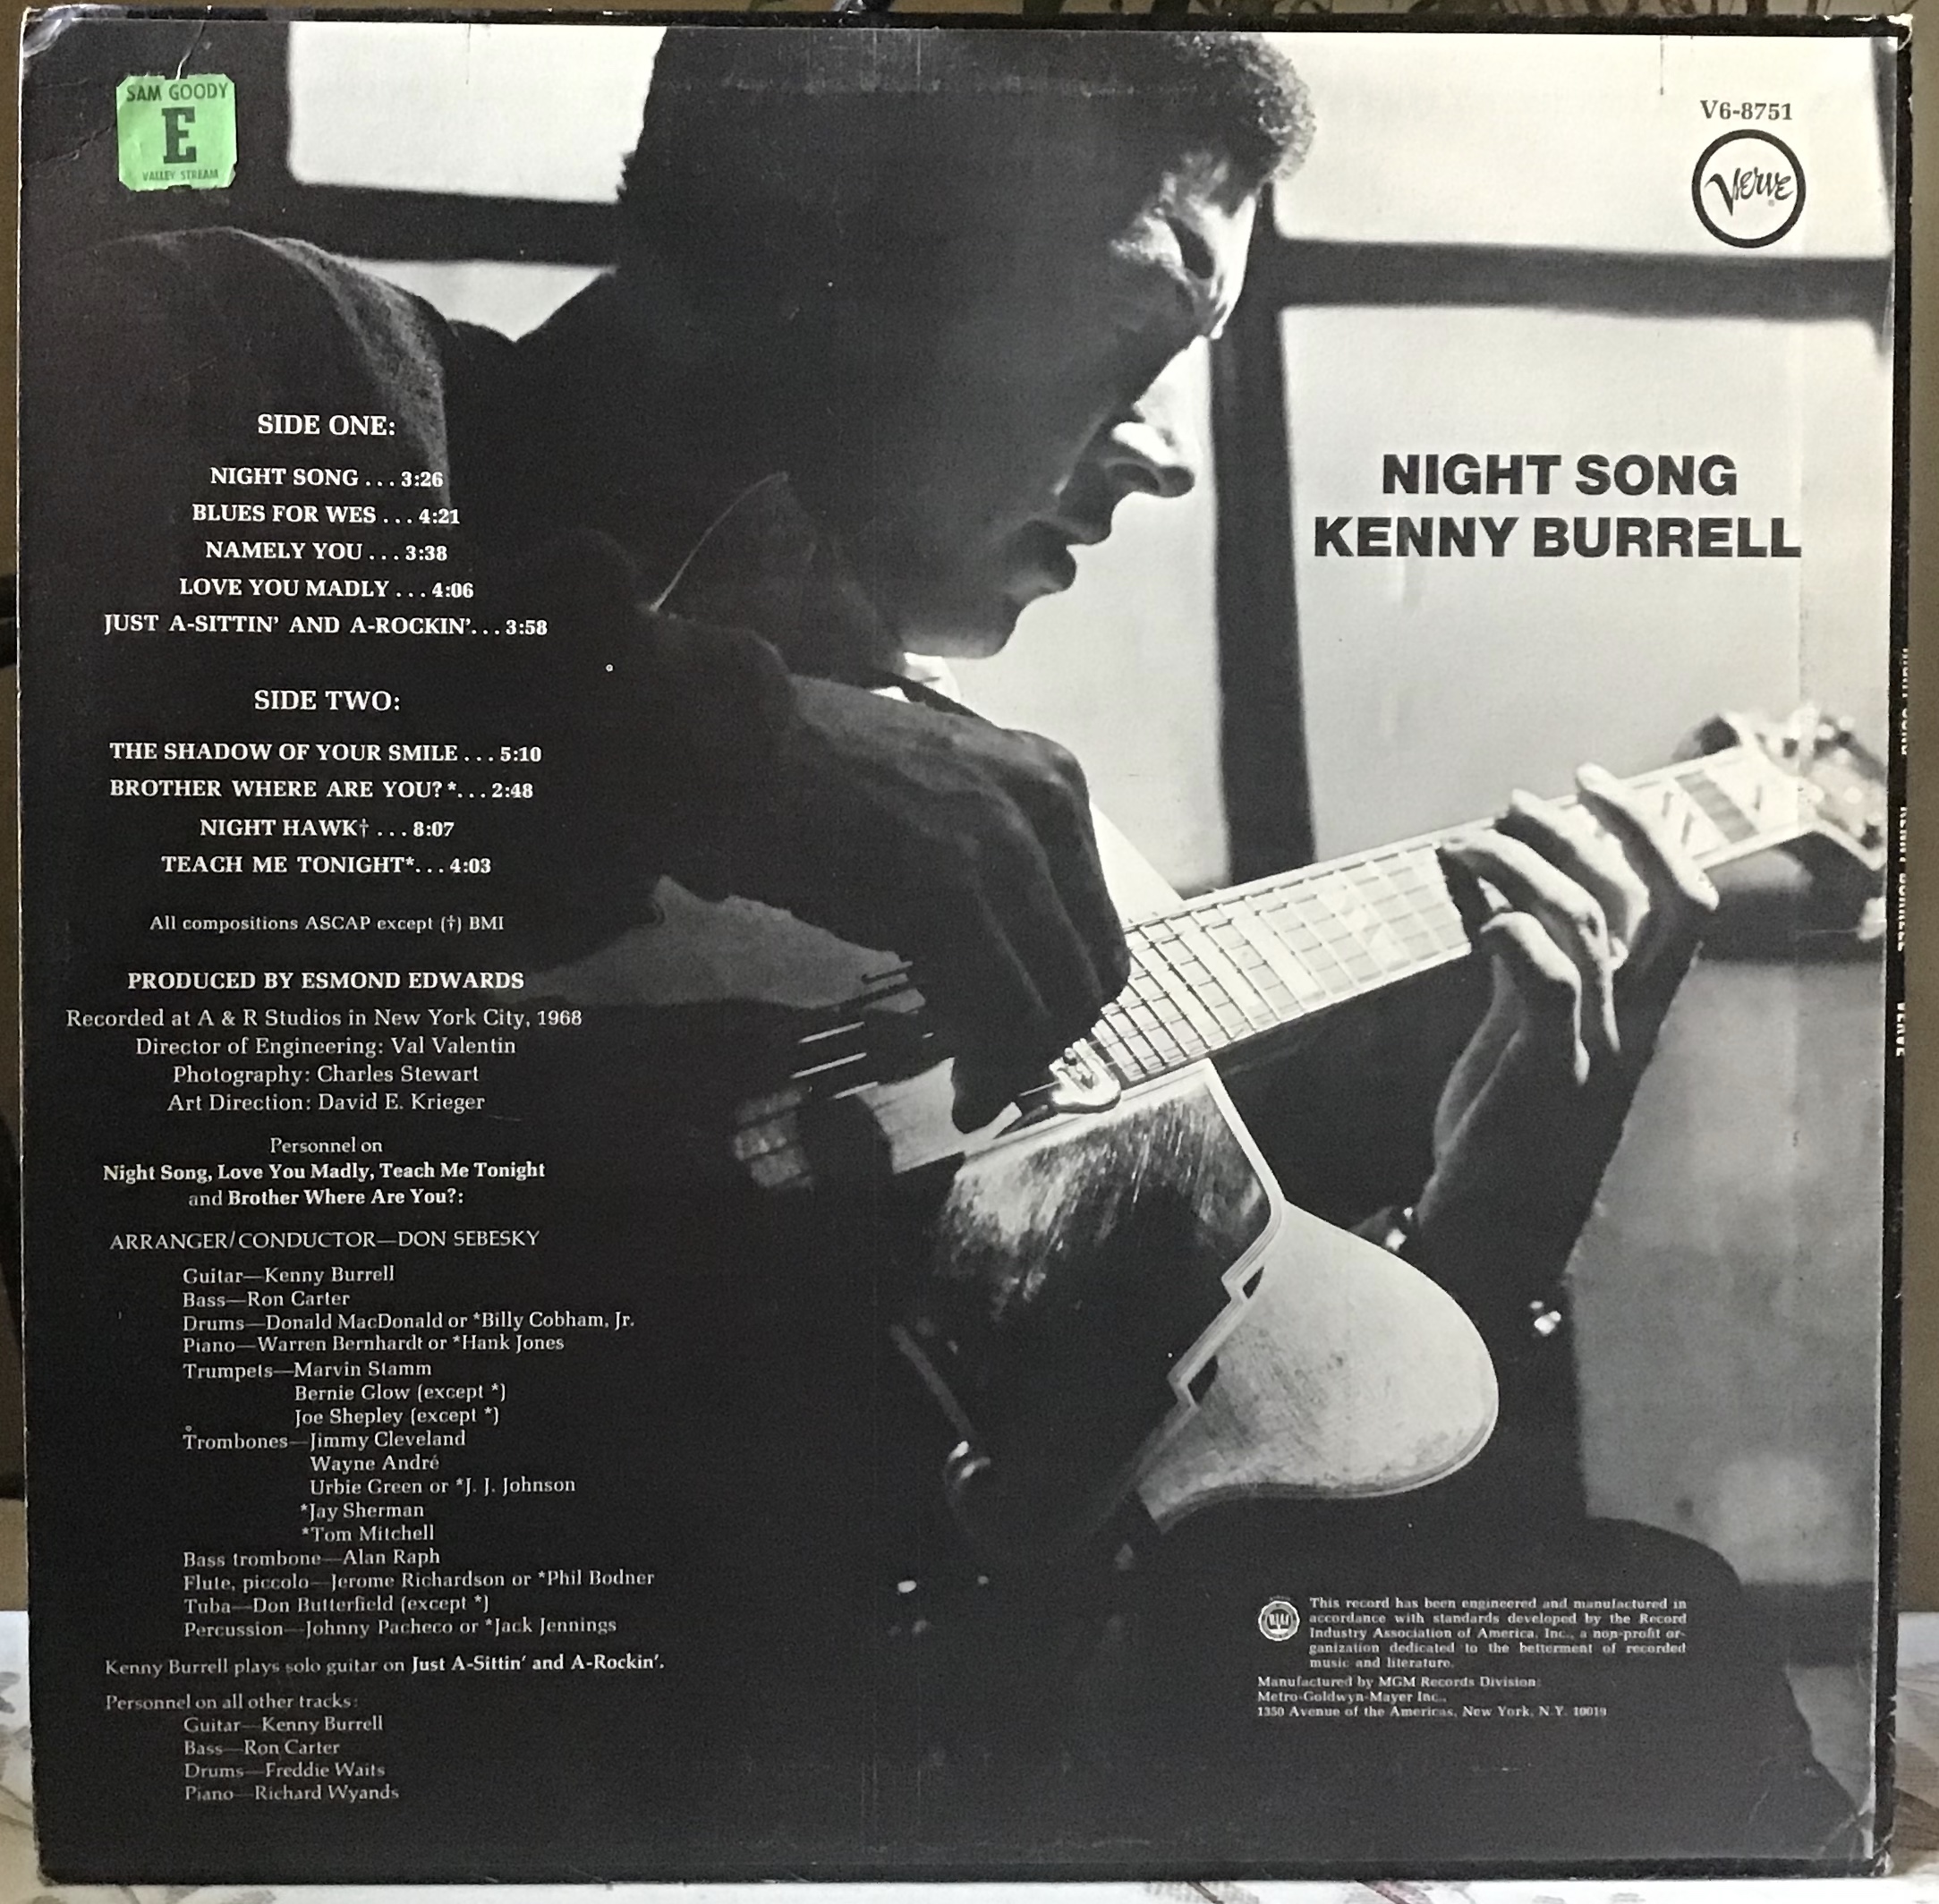 SAM GOODY
E
VALLEY STREAM
V6-8751
Verve
NIGHT SONG
KENNY BURRELL
SIDE ONE:
NIGHT SONG . . . 3:26
BLUES FOR WES . . . 4:21
NAMELY YOU . . . 3:38
LOVE YOU MADLY . . . 4:06
JUST A-SITTIN' AND A-ROCKIN'. . . 3:58
SIDE TWO:
THE SHADOW OF YOUR SMILE . . . 5:10
BROTHER WHERE ARE YOU? *. . . 2:48
NIGHT HAWK† . . . 8:07
TEACH ME TONIGHT*. . . 4:03
All compositions ASCAP except (†) BMI
PRODUCED BY ESMOND EDWARDS
Recorded at A & R Studios in New York City, 1968
Director of Engineering: Val Valentin
Photography: Charles Stewart
Art Direction: David E. Krieger
Personnel on
Night Song, Love You Madly, Teach Me Tonight
and Brother Where Are You?:
ARRANGER/CONDUCTOR—DON SEBESKY
Guitar—Kenny Burrell
Bass—Ron Carter
Drums—Donald MacDonald or *Billy Cobham, Jr.
Piano—Warren Bernhardt or *Hank Jones
Trumpets—Marvin Stamm
Bernie Glow (except *)
Joe Shepley (except *)
Trombones—Jimmy Cleveland
Wayne André
Urbie Green or *J. J. Johnson
*Jay Sherman
*Tom Mitchell
Bass trombone—Alan Raph
Flute, piccolo—Jerome Richardson or *Phil Bodner
Tuba—Don Butterfield (except *)
Percussion—Johnny Pacheco or *Jack Jennings
Kenny Burrell plays solo guitar on Just A-Sittin' and A-Rockin'.
Personnel on all other tracks:
Guitar—Kenny Burrell
Bass—Ron Carter
Drums—Freddie Waits
Piano—Richard Wyands
This record has been engineered and manufactured in
accordance with standards developed by the Record
Industry Association of America, Inc., a non-profit or-
ganization dedicated to the betterment of recorded
music and literature.
Manufactured by MGM Records Division
Metro-Goldwyn-Mayer Inc.,
1350 Avenue of the Americas, New York, N.Y. 10019